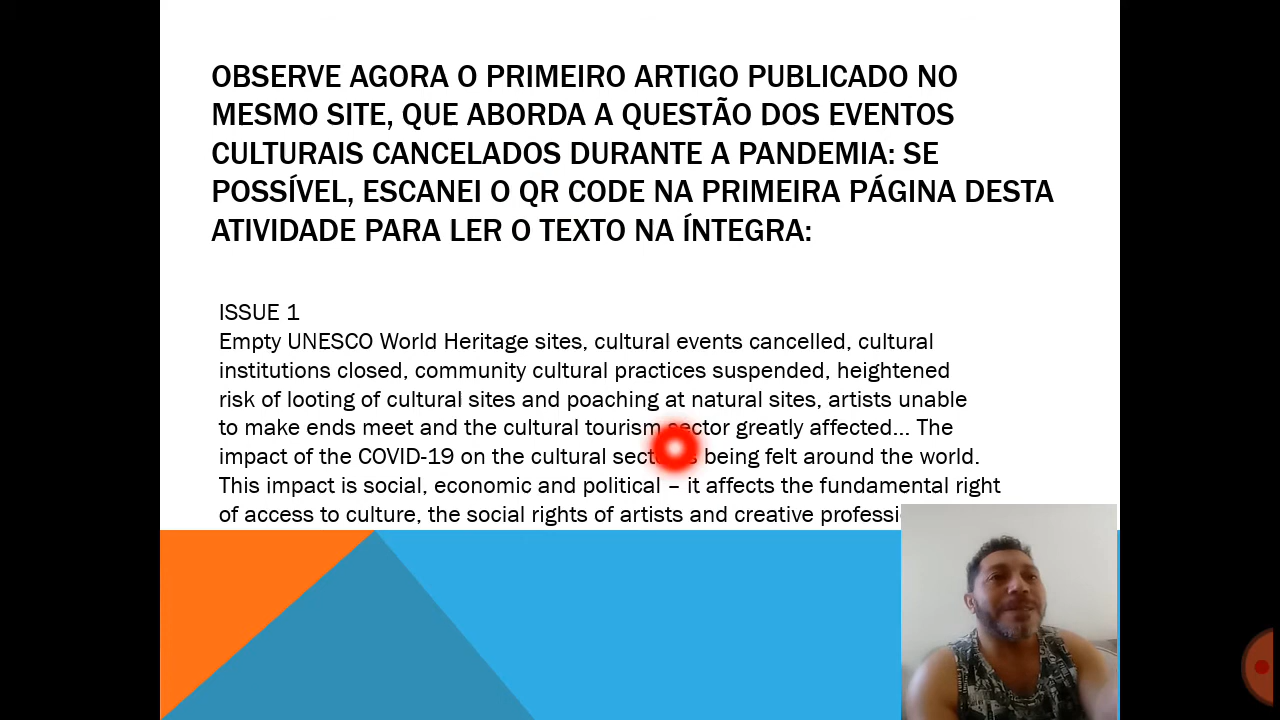 OBSERVE AGORA O PRIMEIRO ARTIGO PUBLICADO NO
MESMO SITE, QUE ABORDA A QUESTÃO DOS EVENTOS
CULTURAIS CANCELADOS DURANTE A PANDEMIA: SE
POSSÍVEL, ESCANEI O QR CODE NA PRIMEIRA PÁGINA DESTA
ATIVIDADE PARA LER O TEXTO NA ÍNTEGRA:
ISSUE 1
Empty UNESCO World Heritage sites, cultural events cancelled, cultural
institutions closed, community cultural practices suspended, heightened
risk of looting of cultural sites and poaching at natural sites, artists unable
to make ends meet and the cultural tourism sector greatly affected... The
impact of the COVID-19 on the cultural being felt around the world.
This impact is social, economic and political – it affects the fundamental right
of access to culture, the social rights of artists and creative